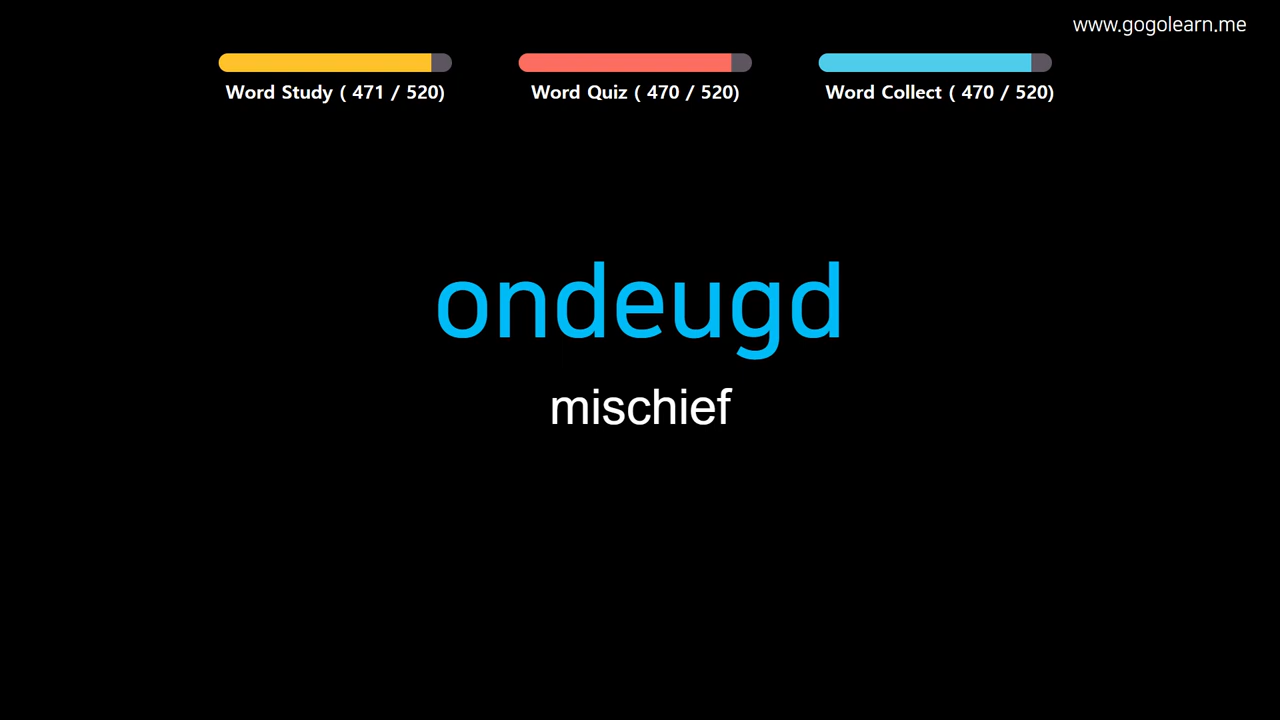 www.gogolearn.me
Word Study ( 471 / 520)
Word Quiz ( 470 / 520)
Word Collect ( 470 / 520)
ondeugd
mischief